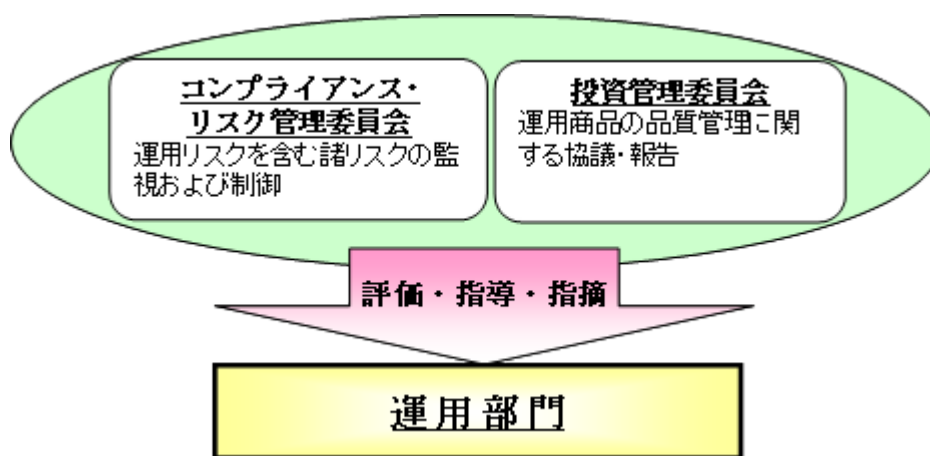 コンプライアンス・
リスク管理委員会
運用リスクを含む諸リスクの監
視および制御
投資管理委員会
運用商品の品質管理に関
する協議・報告
評価・指導・指摘
運用部門